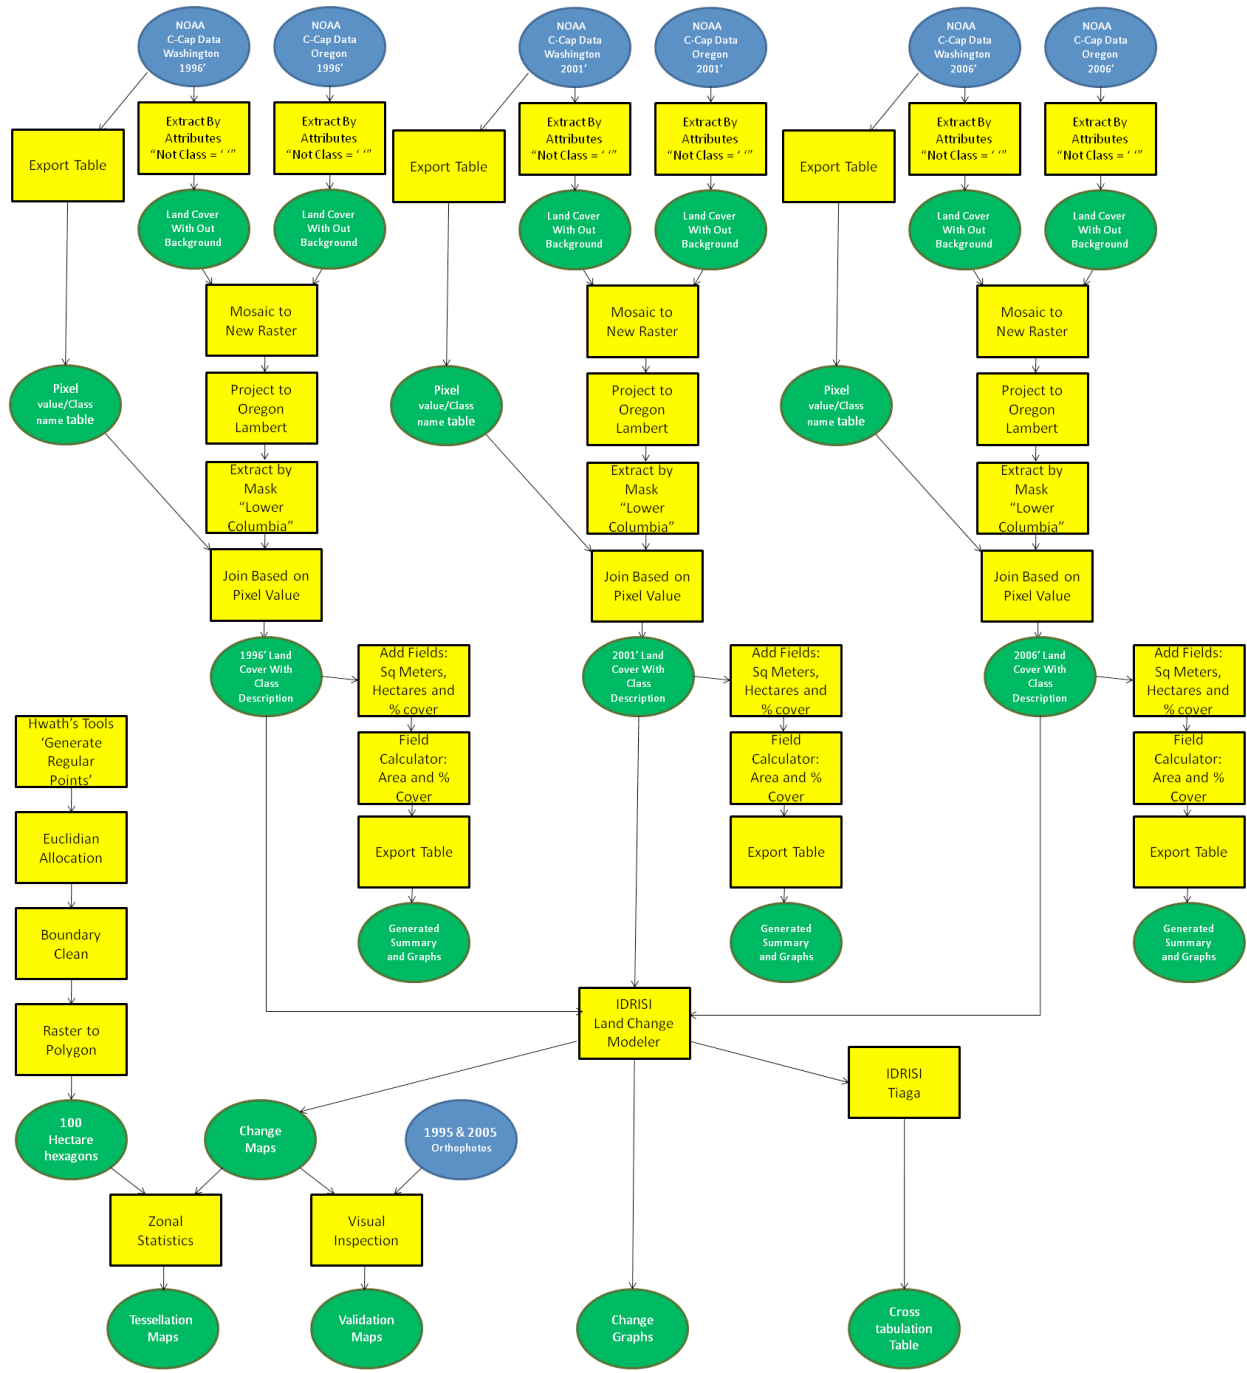 NOAA
C-Cap Data
Washington
1996’
NOAA
C-Cap Data
Oregon
1996’
NOAA
C-Cap Data
Washington
2001’
NOAA
C-Cap Data
Oregon
2001’
NOAA
C-Cap Data
Washington
2006’
NOAA
C-Cap Data
Oregon
2006’
Export Table
Extract By
Attributes
“Not Class = ‘ ‘”
Extract By
Attributes
“Not Class = ‘ ‘”
Export Table
Extract By
Attributes
“Not Class = ‘ ‘”
Extract By
Attributes
“Not Class = ‘ ‘”
Export Table
Extract By
Attributes
“Not Class = ‘ ‘”
Extract By
Attributes
“Not Class = ‘ ‘”
Land Cover
With Out
Background
Land Cover
With Out
Background
Land Cover
With Out
Background
Land Cover
With Out
Background
Land Cover
With Out
Background
Land Cover
With Out
Background
Mosaic to
New Raster
Mosaic to
New Raster
Mosaic to
New Raster
Pixel
value/Class
name table
Project to
Oregon
Lambert
Pixel
value/Class
name table
Project to
Oregon
Lambert
Pixel
value/Class
name table
Project to
Oregon
Lambert
Extract by
Mask
“Lower
Columbia”
Extract by
Mask
“Lower
Columbia”
Extract by
Mask
“Lower
Columbia”
Join Based on
Pixel Value
Join Based on
Pixel Value
Join Based on
Pixel Value
1996’ Land
Cover With
Class
Description
Add Fields:
Sq Meters,
Hectares and
% cover
2001’ Land
Cover With
Class
Description
Add Fields:
Sq Meters,
Hectares and
% cover
2006’ Land
Cover With
Class
Description
Add Fields:
Sq Meters,
Hectares and
% cover
Hwath’s Tools
‘Generate
Regular
Points’
Field
Calculator:
Area and %
Cover
Field
Calculator:
Area and %
Cover
Field
Calculator:
Area and %
Cover
Euclidian
Allocation
Export Table
Export Table
Export Table
Boundary
Clean
Generated
Summary
and Graphs
Generated
Summary
and Graphs
Generated
Summary
and Graphs
Raster to
Polygon
IDRISI
Land Change
Modeler
IDRISI
Tiaga
100
Hectare
hexagons
Change
Maps
1995 & 2005
Orthophotos
Zonal
Statistics
Visual
Inspection
Tessellation
Maps
Validation
Maps
Change
Graphs
Cross
tabulation
Table